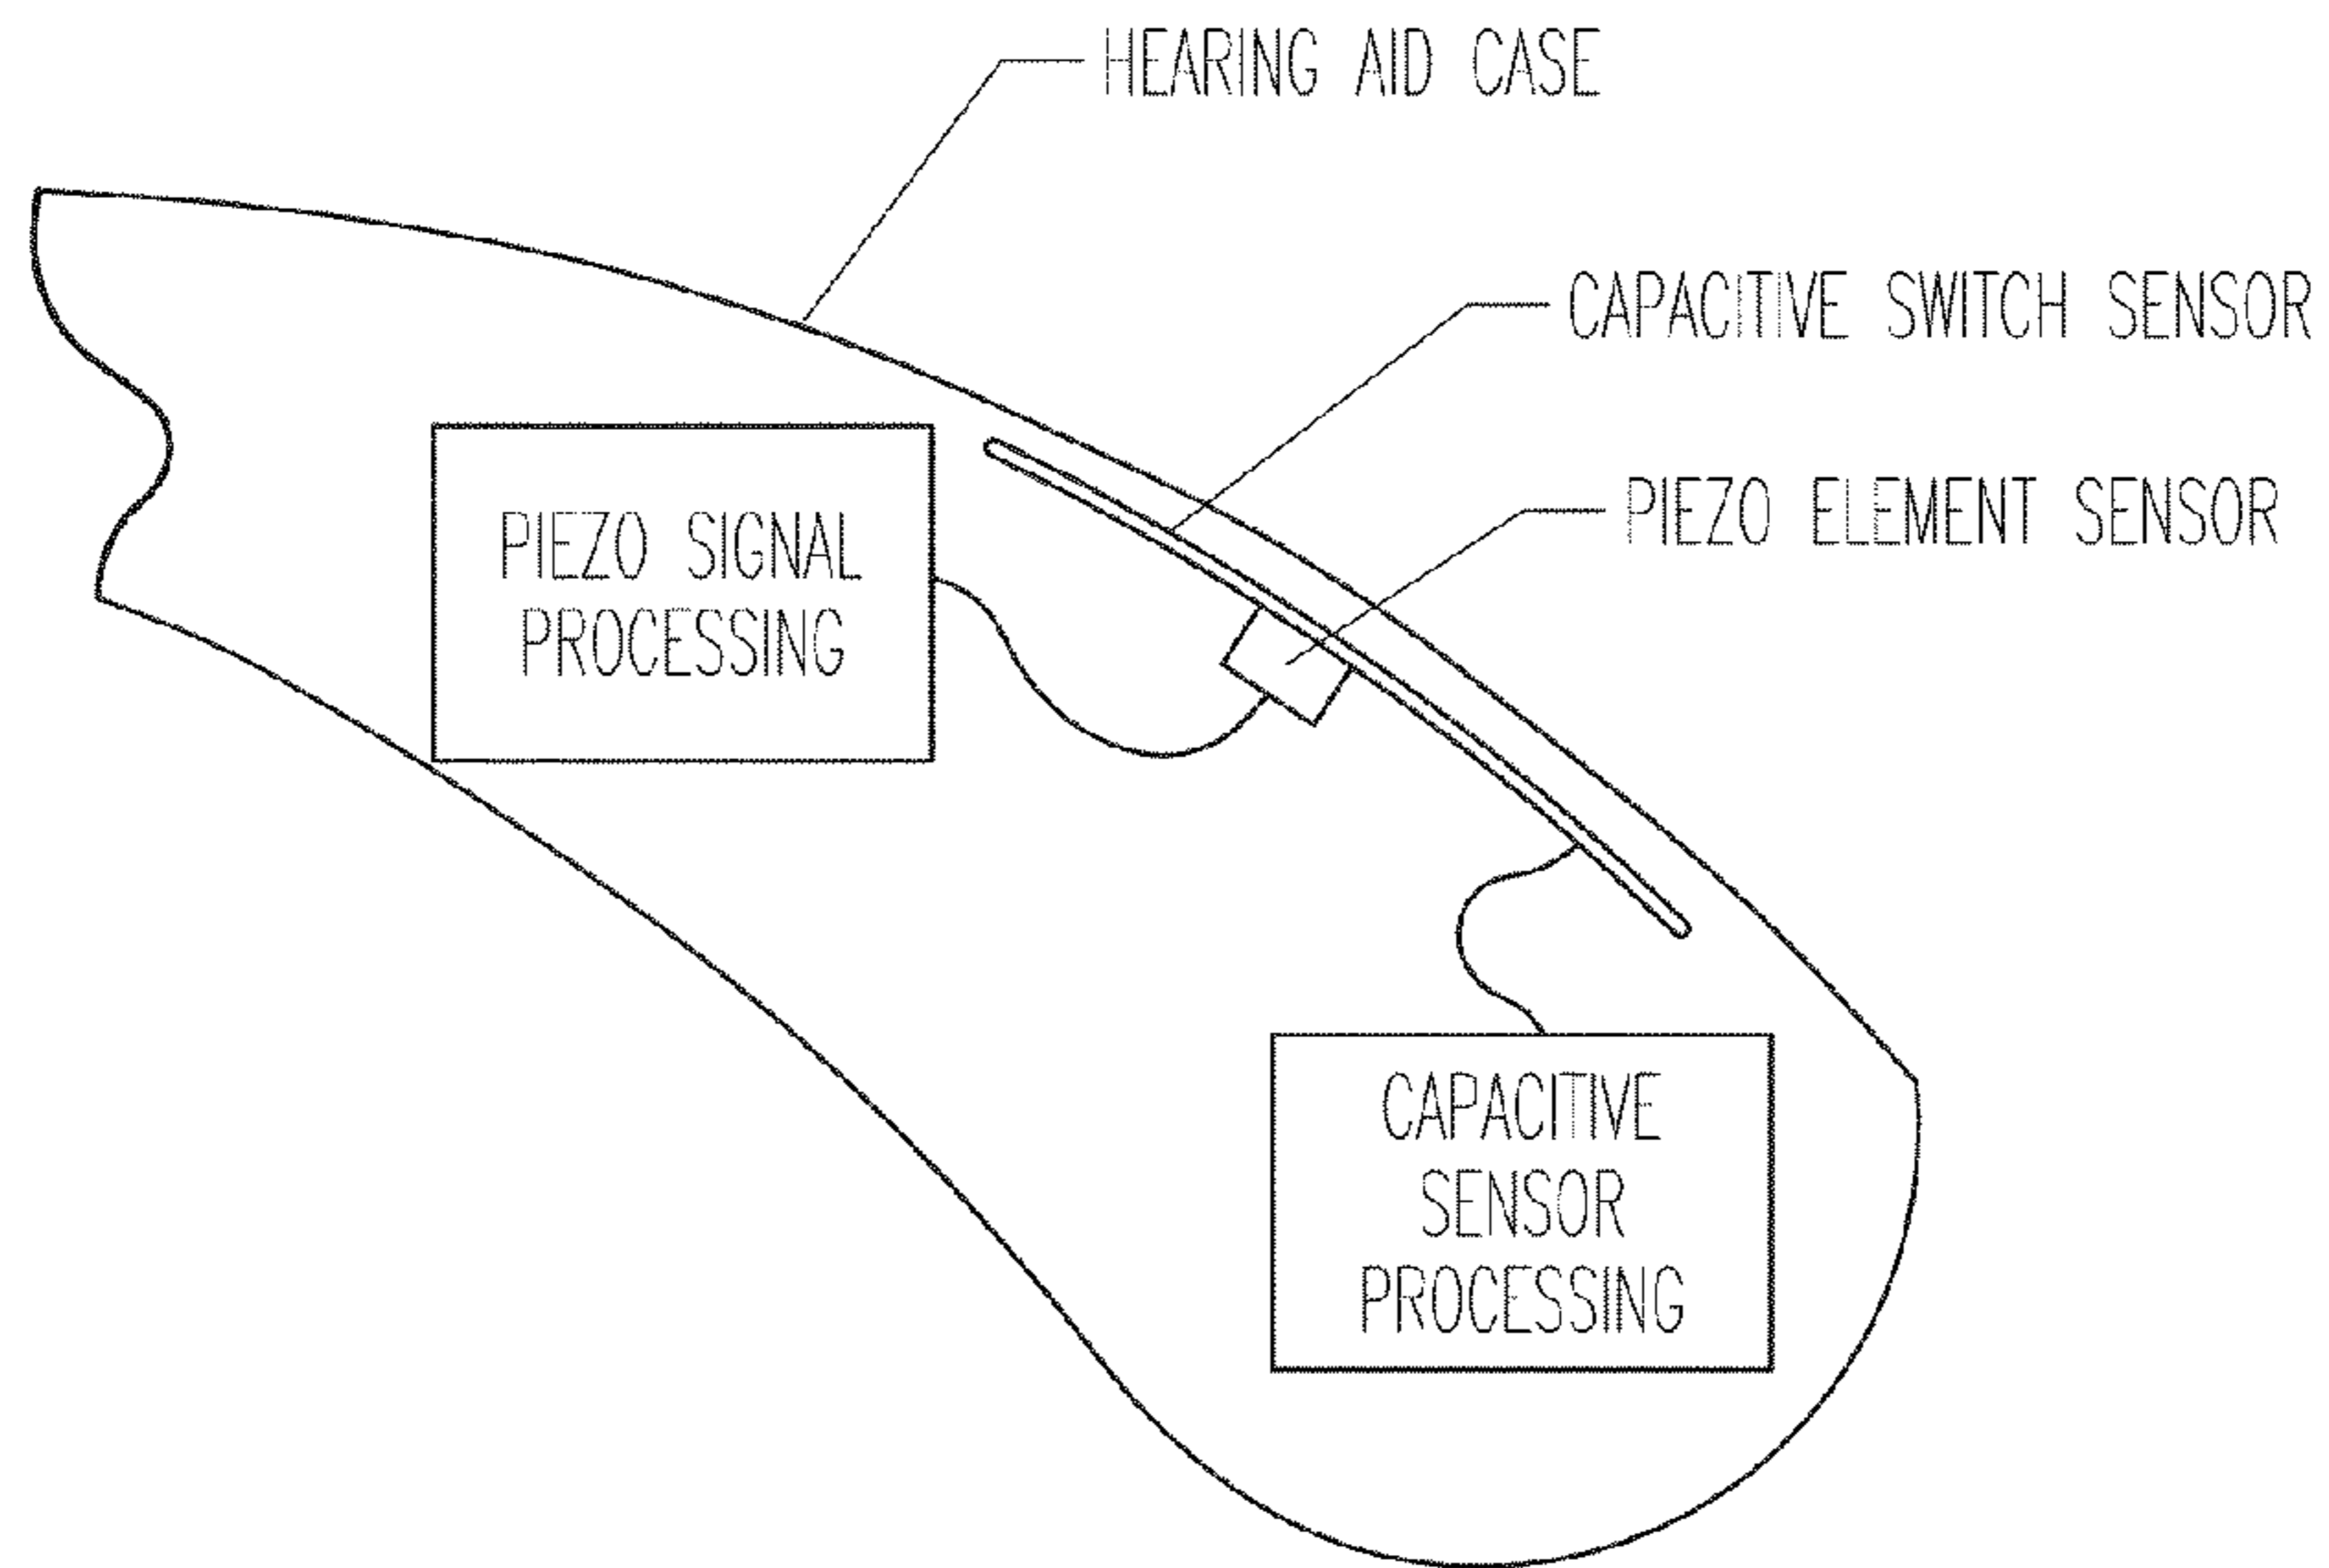 HEARING AID CASE
CAPACITIVE SWITCH SENSOR
PIEZO ELEMENT SENSOR
PIEZO SIGNAL
PROCESSING
CAPACITIVE
SENSOR
PROCESSING